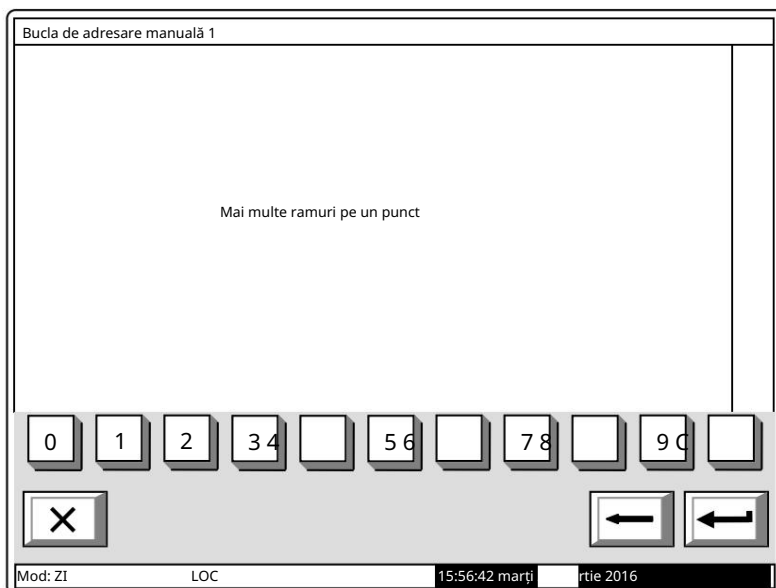 Bucla de adresare manuală 1
Mai multe ramuri pe un punct
0 1 2 3 4 5 6 7 8 9 C
Mod: ZI LOC 15:56:42 marți rtie 2016